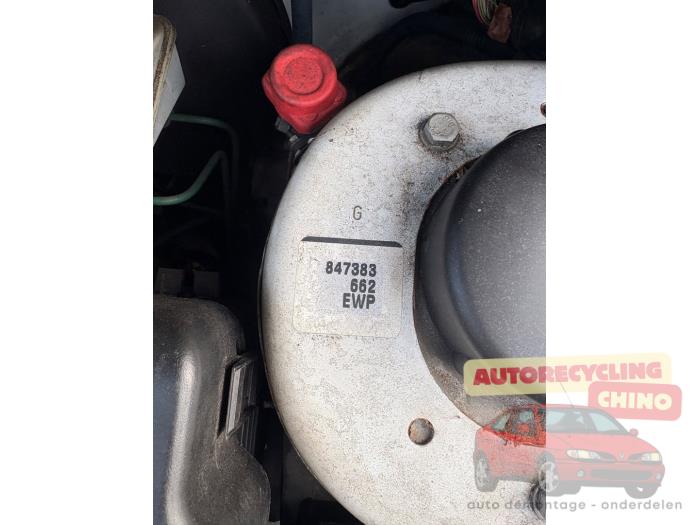 G
847383
662
EWP
AUTORECYCLING
CHINO
auto demontage - onderdelen